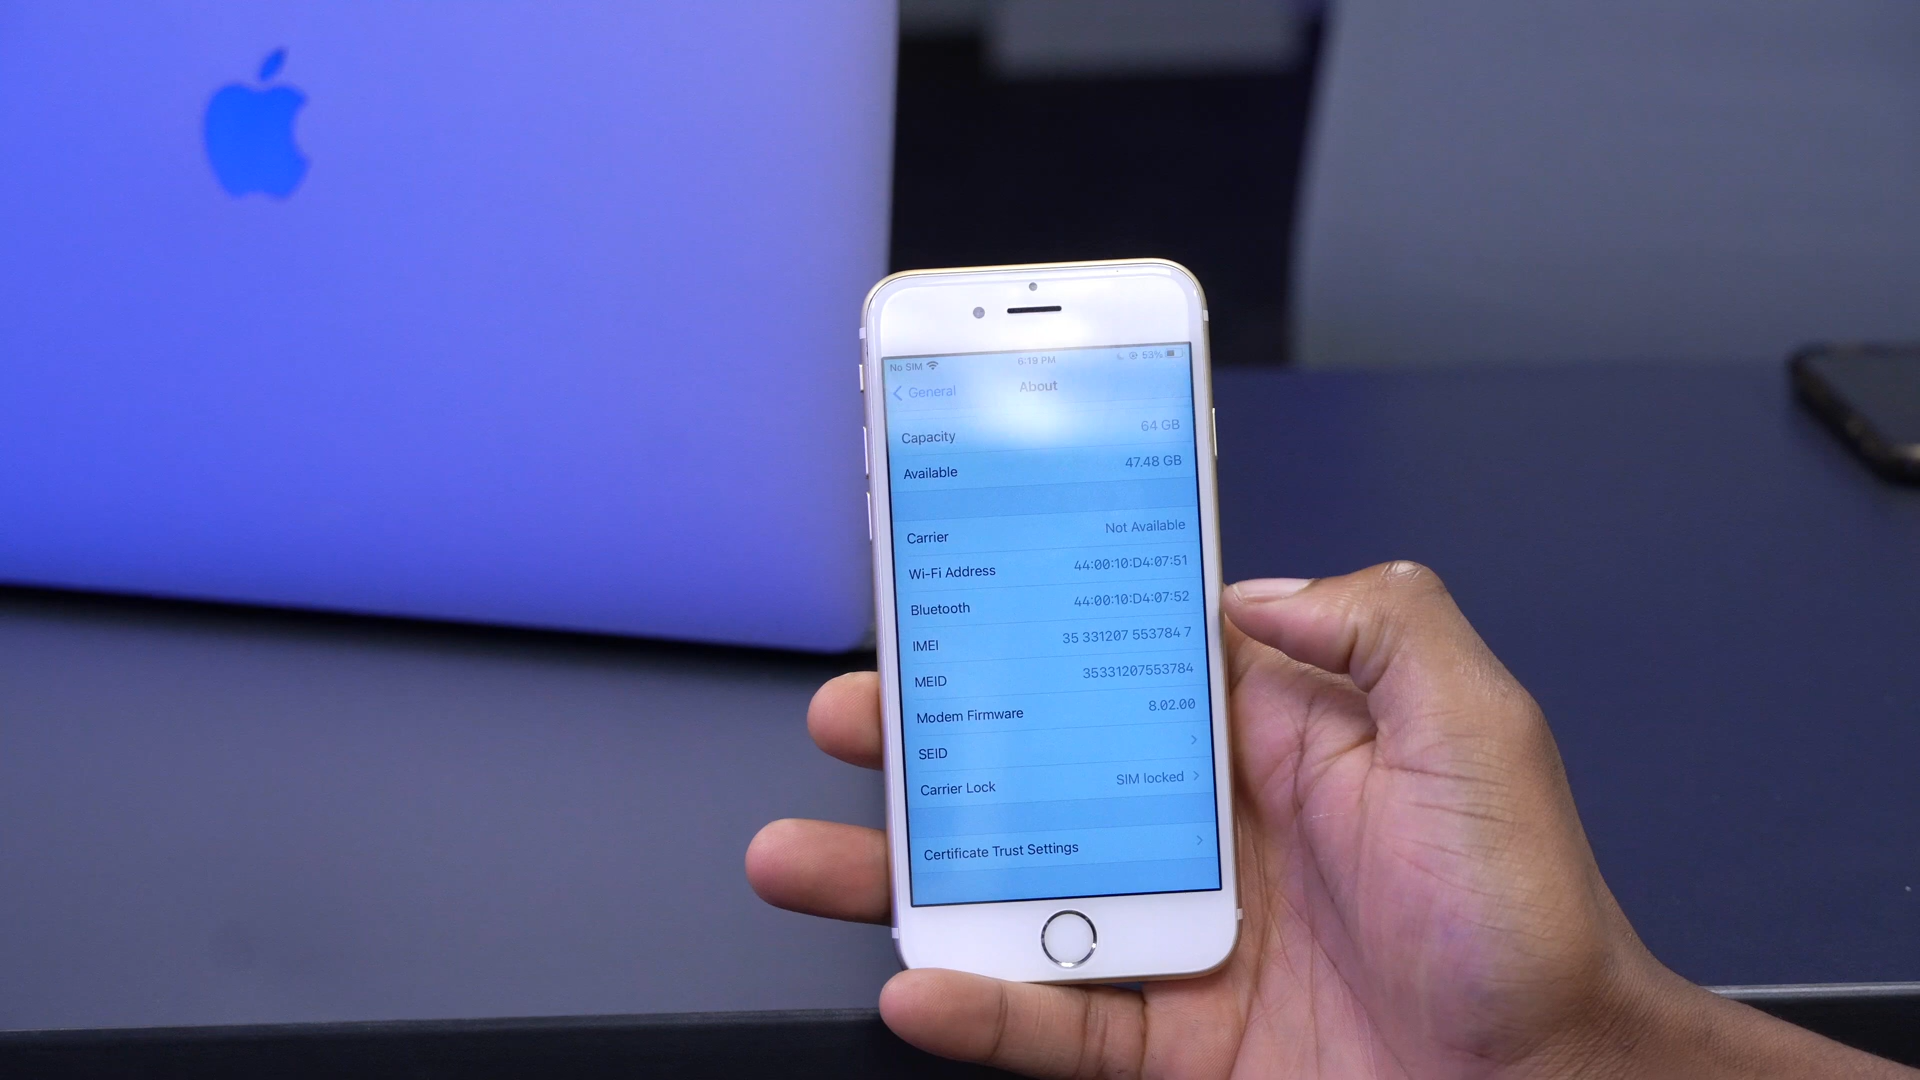 No SIM 6:19 PM 53%
General About
Capacity 64 GB
Available 47.48 GB
Carrier Not Available
Wi-Fi Address 44:00:10:D4:07:51
Bluetooth 44:00:10:D4:07:52
IMEI 35 331207 553784 7
MEID 35331207553784
Modem Firmware 8.02.00
SEID
Carrier Lock SIM locked
Certificate Trust Settings